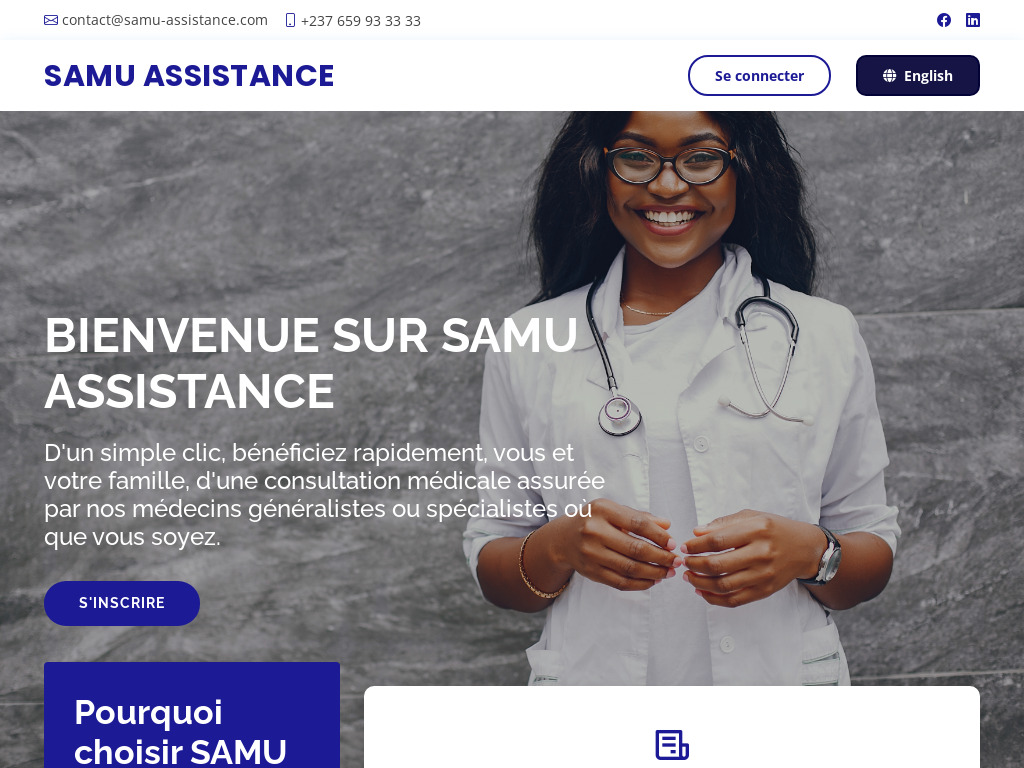 contact@samu-assistance.com
+237 659 93 33 33
SAMU ASSISTANCE
Se connecter
English
BIENVENUE SUR SAMU
ASSISTANCE
D'un simple clic, bénéficiez rapidement, vous et
votre famille, d'une consultation médicale assurée
par nos médecins généralistes ou spécialistes où
que vous soyez.
S'INSCRIRE
Pourquoi
choisir SAMU